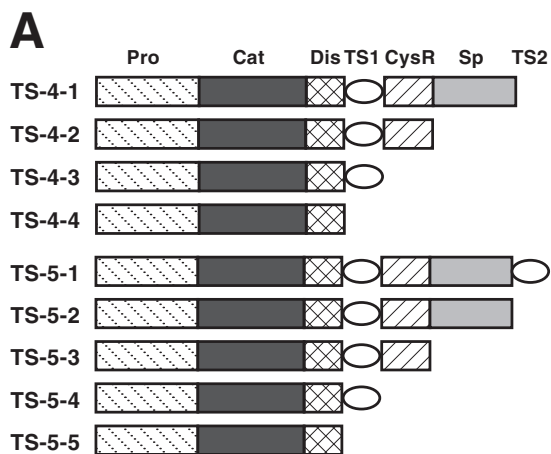 A
Pro Cat Dis TS1 CysR Sp TS2
TS-4-1
TS-4-2
TS-4-3
TS-4-4
TS-5-1
TS-5-2
TS-5-3
TS-5-4
TS-5-5